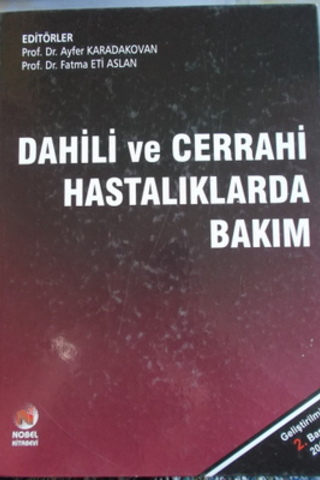 EDİTÖRLER
Prof. Dr. Ayfer KARADAKOVAN
Prof. Dr. Fatma ETİ ASLAN
DAHİLİ ve CERRAHİ
HASTALIKLARDA
BAKIM
NOBEL
KİTABEVİ
2.